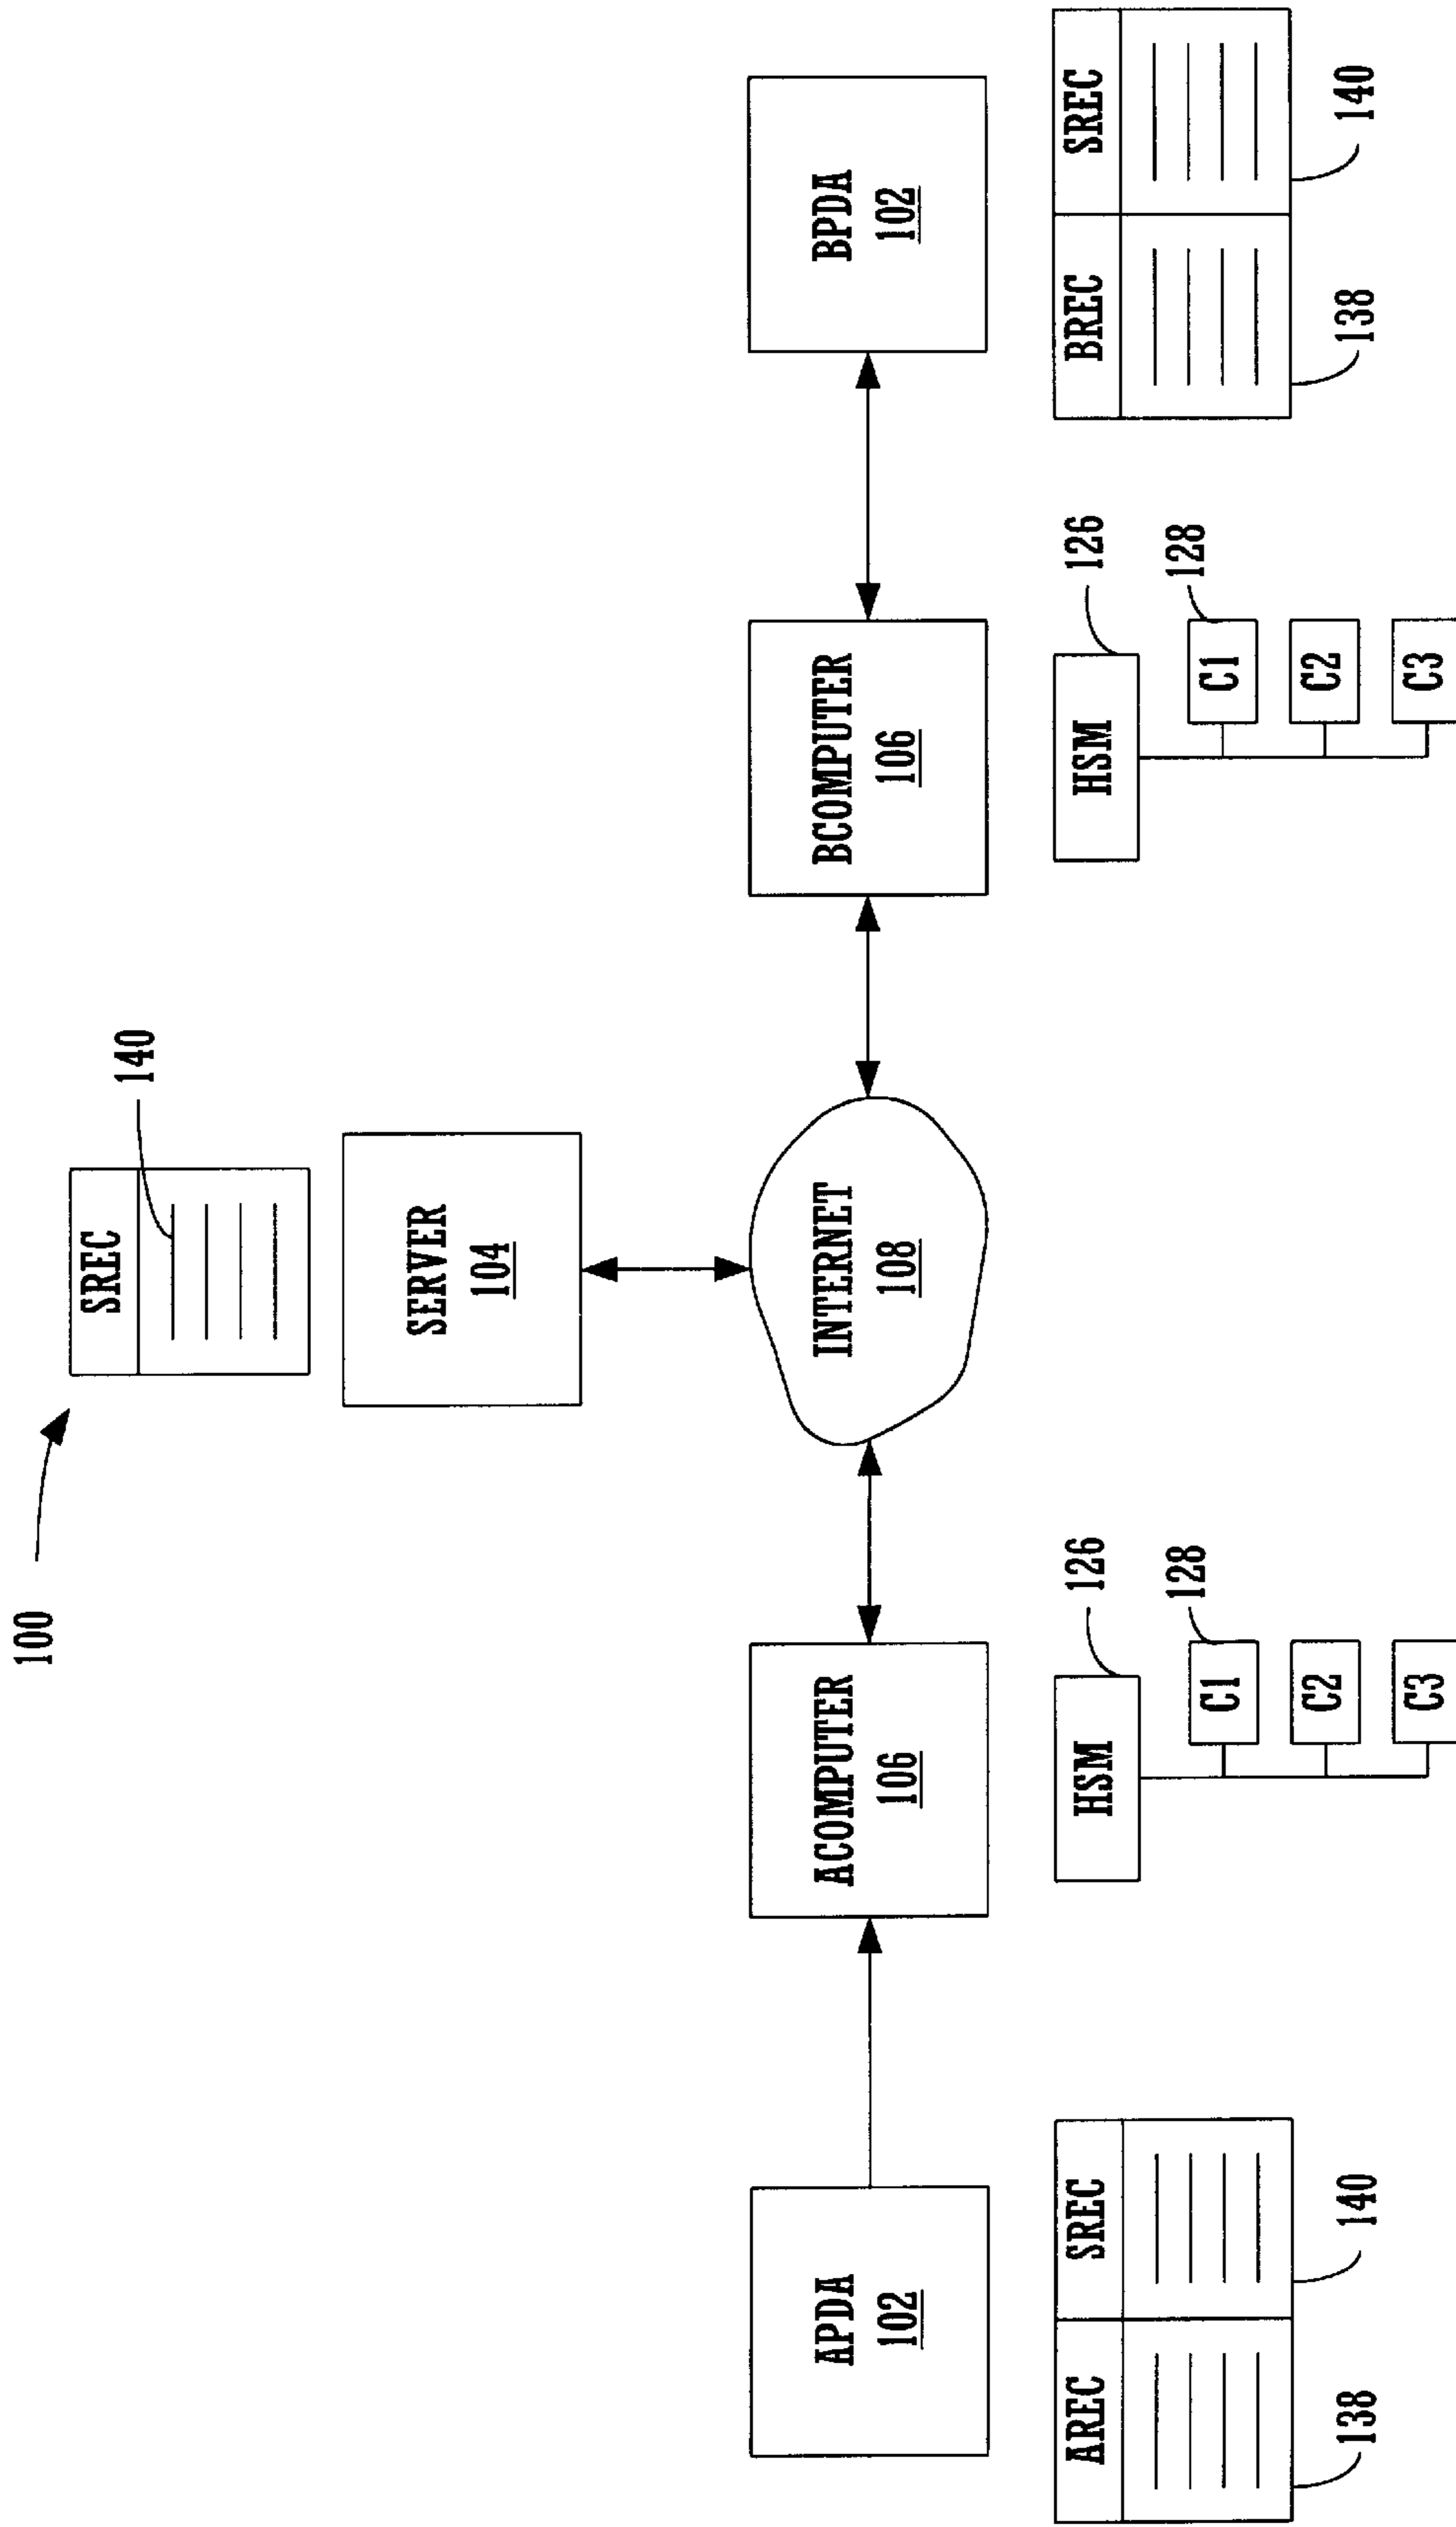 100
SREC
140
SERVER
104
APDA
102
ACOMPUTER
106
INTERNET
108
BCOMPUTER
106
BPDA
102
AREC
SREC
138
140
HSM
126
C1
128
C2
C3
HSM
126
C1
128
C2
C3
BREC
SREC
138
140